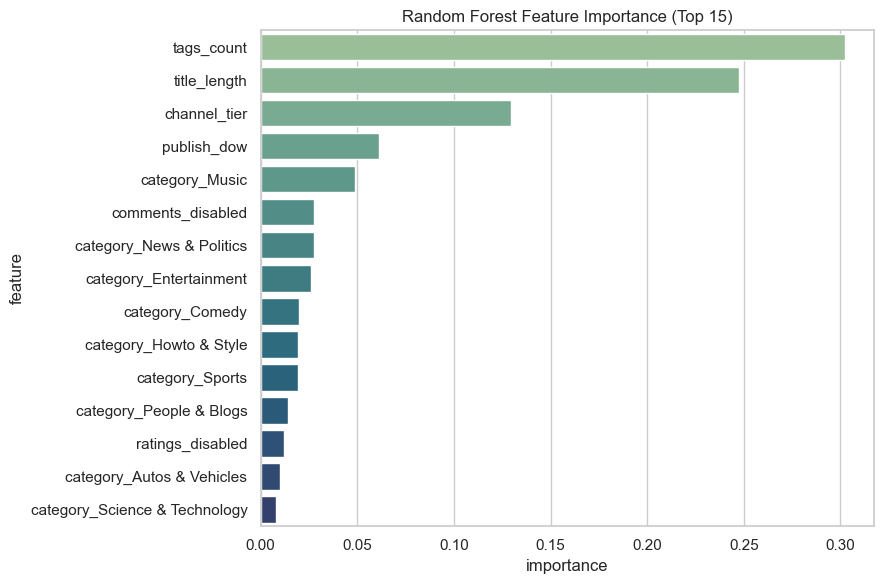 Random Forest Feature Importance (Top 15)
tags_count
title_length
channel_tier
publish_dow
category_Music
comments_disabled
category_News & Politics
category_Entertainment
category_Comedy
category_Howto & Style
category_Sports
category_People & Blogs
ratings_disabled
category_Autos & Vehicles
category_Science & Technology
feature
0.00 0.05 0.10 0.15 0.20 0.25 0.30
importance